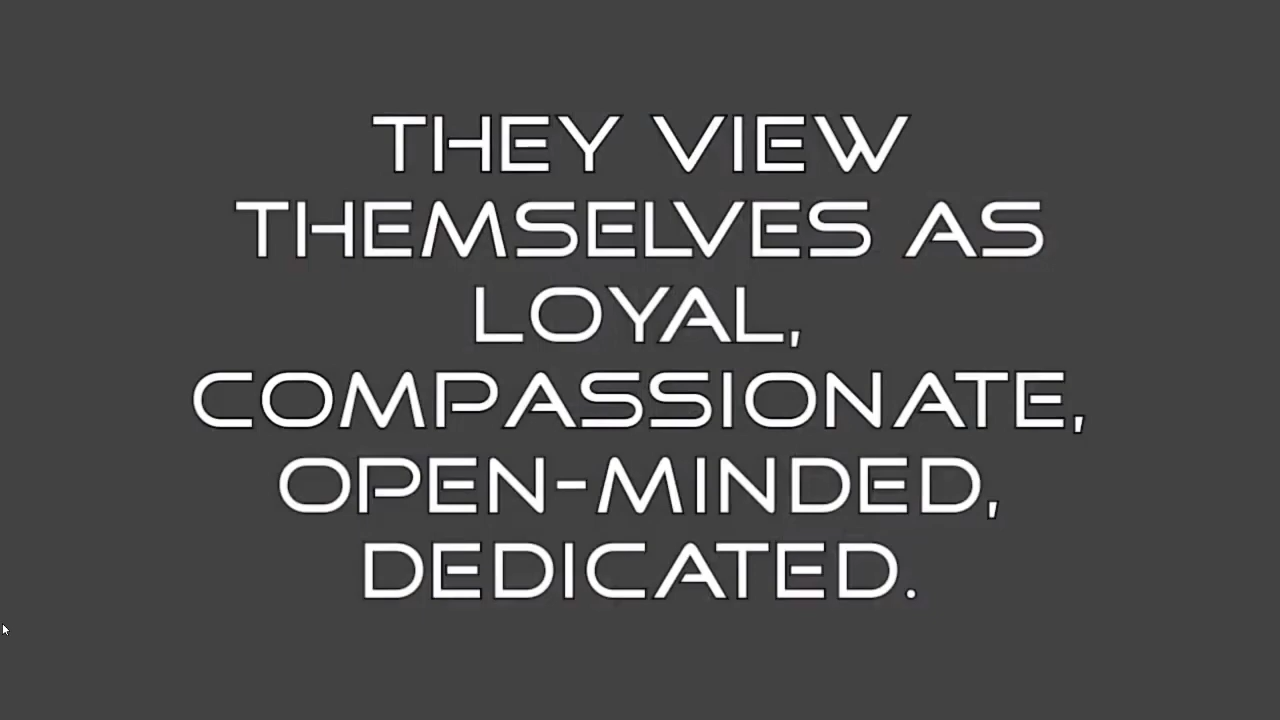 THEY VIEW
THEMSELVES AS
LOYAL,
COMPASSIONATE,
OPEN-MINDED,
DEDICATED.